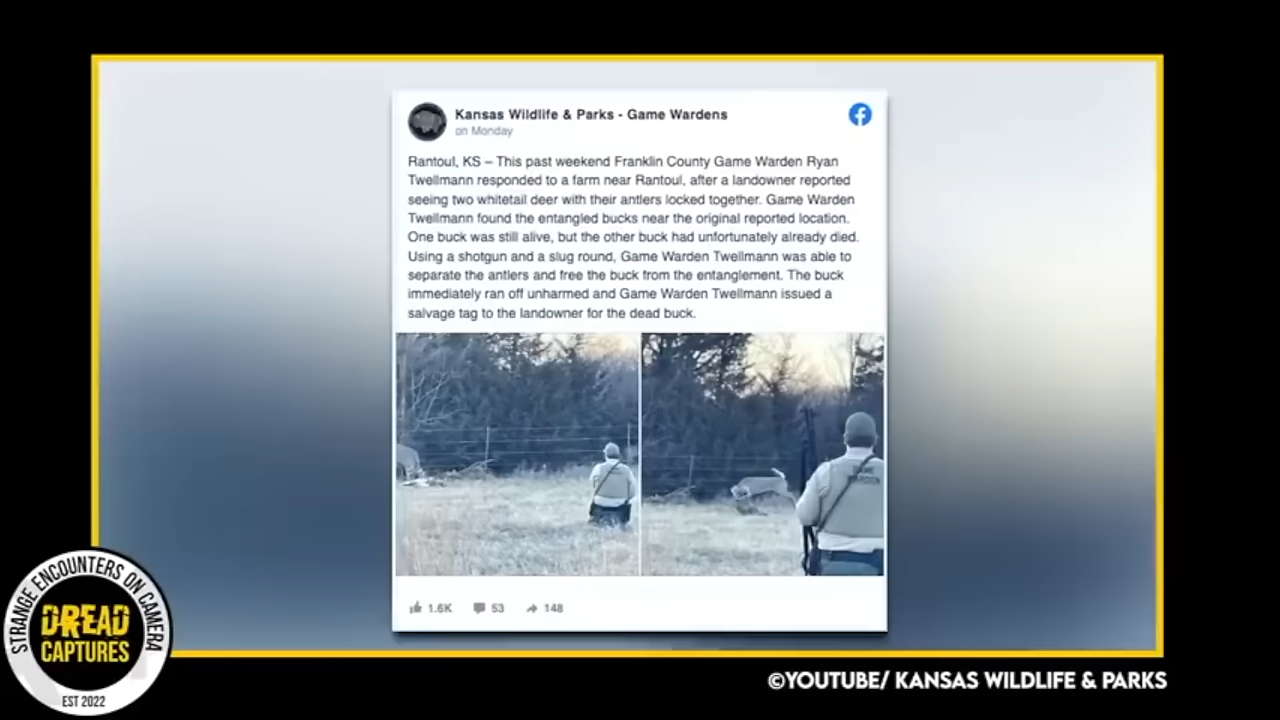 Kansas Wildlife & Parks - Game Wardens
on Monday
Rantoul, KS – This past weekend Franklin County Game Warden Ryan
Twellmann responded to a farm near Rantoul, after a landowner reported
seeing two whitetail deer with their antlers locked together. Game Warden
Twellmann found the entangled bucks near the original reported location.
One buck was still alive, but the other buck had unfortunately already died.
Using a shotgun and a slug round, Game Warden Twellmann was able to
separate the antlers and free the buck from the entanglement. The buck
immediately ran off unharmed and Game Warden Twellmann issued a
salvage tag to the landowner for the dead buck.
1.6K 53 148
STRANGE ENCOUNTERS ON CAMERA
DREAD
CAPTURES
EST 2022
©YOUTUBE/ KANSAS WILDLIFE & PARKS